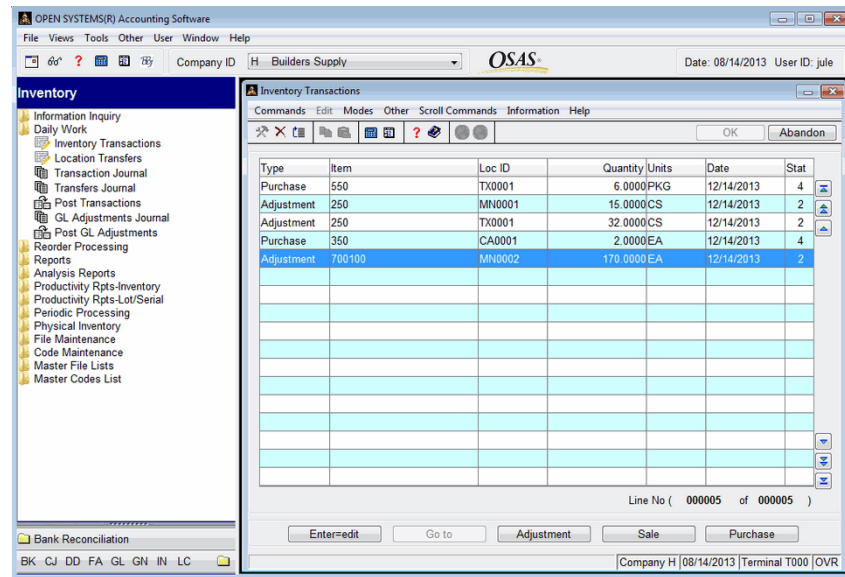 OPEN SYSTEMS(R) Accounting Software
File Views Tools Other User Window Help
Company ID H Builders Supply OSAS Date: 08/14/2013 User ID: jule
Inventory
Information Inquiry
Daily Work
Inventory Transactions
Location Transfers
Transaction Journal
Transfers Journal
Post Transactions
GL Adjustments Journal
Post GL Adjustments
Reorder Processing
Reports
Analysis Reports
Productivity Rpts-Inventory
Productivity Rpts-Lot/Serial
Periodic Processing
Physical Inventory
File Maintenance
Code Maintenance
Master File Lists
Master Codes List
Bank Reconciliation
BK CJ DD FA GL GN IN LC
Inventory Transactions
Commands Edit Modes Other Scroll Commands Information Help
OK Abandon
Type Item Loc ID Quantity Units Date Stat
Purchase 550 TX0001 6.0000 PKG 12/14/2013 4
Adjustment 250 MN0001 15.0000 CS 12/14/2013 2
Adjustment 250 TX0001 32.0000 CS 12/14/2013 2
Purchase 350 CA0001 2.0000 EA 12/14/2013 4
Adjustment 700100 MN0002 170.0000 EA 12/14/2013 2
Line No ( 000005 of 000005 )
Enter=edit Go to Adjustment Sale Purchase
Company H 08/14/2013 Terminal T000 OVR